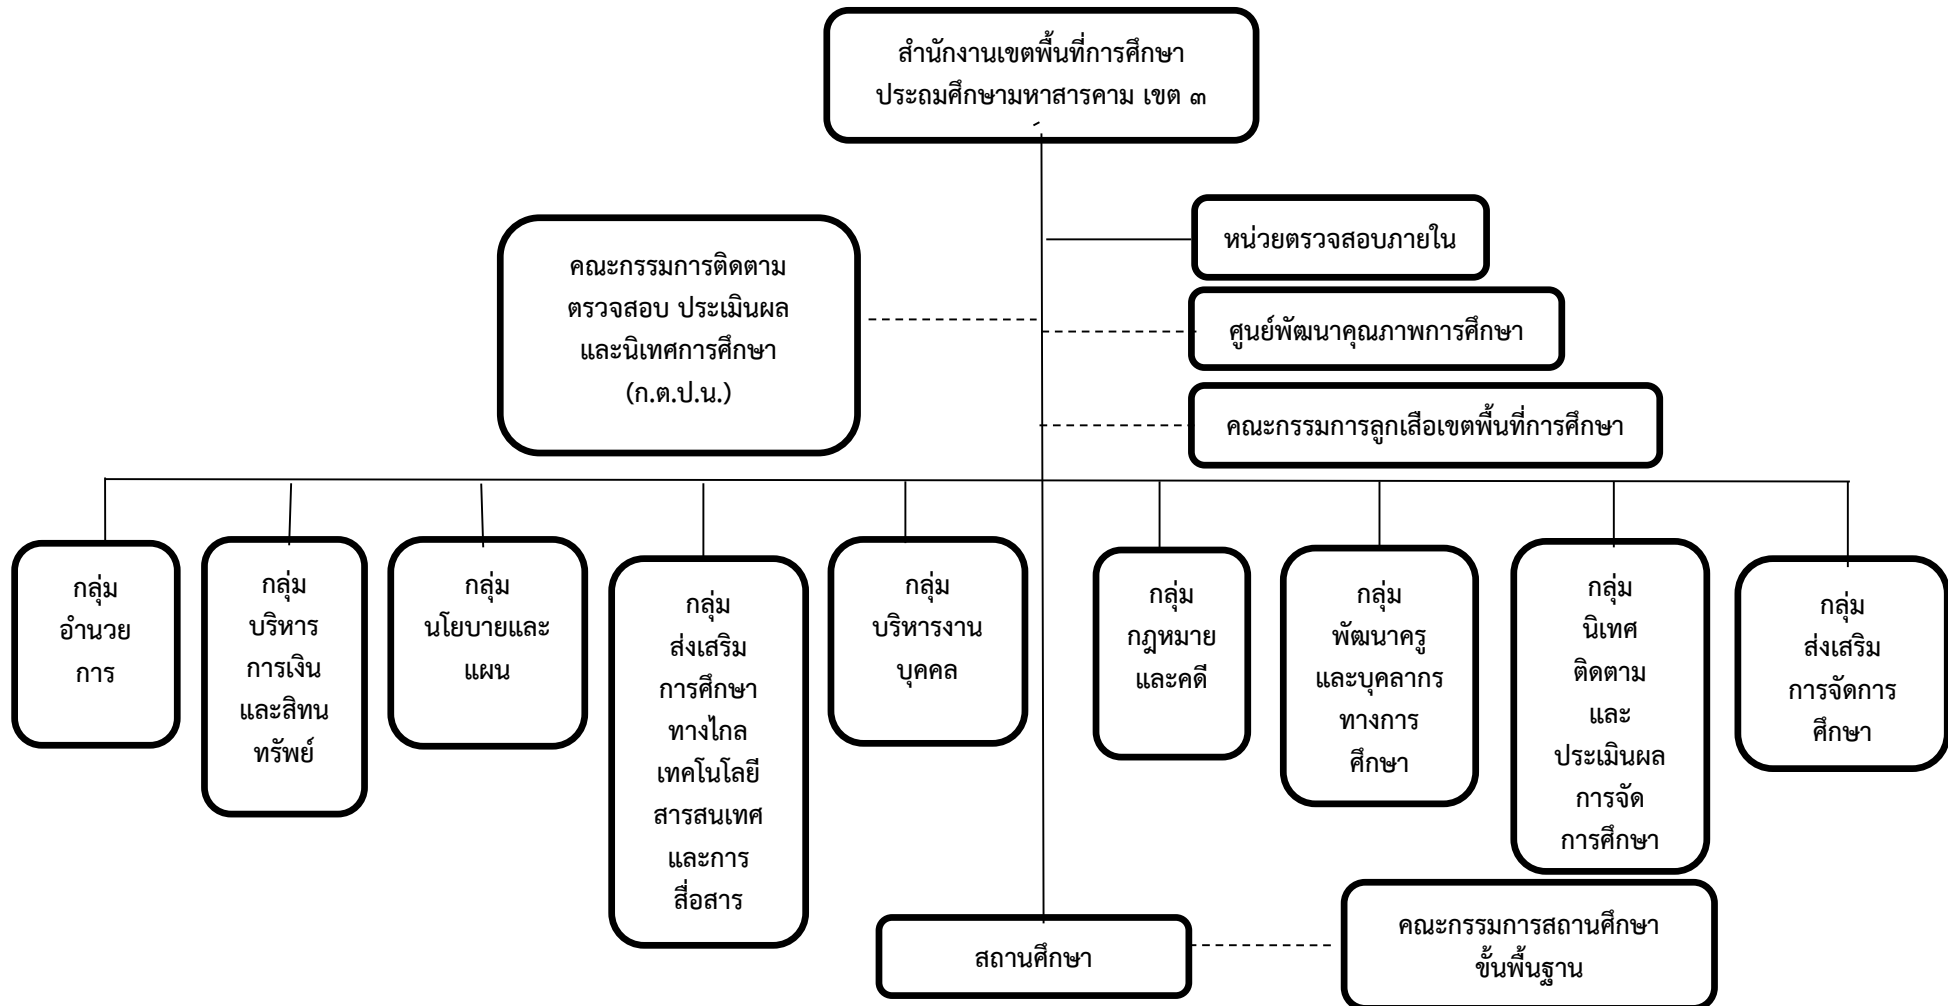 สำนักงานเขตพื้นที่การศึกษา
ประถมศึกษามหาสารคาม เขต ๓
หน่วยตรวจสอบภายใน
คณะกรรมการติดตาม
ตรวจสอบ ประเมินผล
และนิเทศการศึกษา
(ก.ต.ป.น.)
ศูนย์พัฒนาคุณภาพการศึกษา
คณะกรรมการลูกเสือเขตพื้นที่การศึกษา
กลุ่ม
อำนวย
การ
กลุ่ม
บริหาร
การเงิน
และสิทน
ทรัพย์
กลุ่ม
นโยบายและ
แผน
กลุ่ม
ส่งเสริม
การศึกษา
ทางไกล
เทคโนโลยี
สารสนเทศ
และการ
สื่อสาร
กลุ่ม
บริหารงาน
บุคคล
กลุ่ม
กฎหมาย
และคดี
กลุ่ม
พัฒนาครู
และบุคลากร
ทางการ
ศึกษา
กลุ่ม
นิเทศ
ติดตาม
และ
ประเมินผล
การจัด
การศึกษา
กลุ่ม
ส่งเสริม
การจัดการ
ศึกษา
สถานศึกษา
คณะกรรมการสถานศึกษา
ขั้นพื้นฐาน